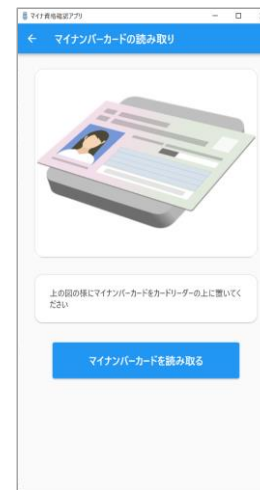 マイナ資格確認アプリ
マイナンバーカードの読み取り
上の図の様にマイナンバーカードをカードリーダーの上に置いてく
ださい
マイナンバーカードを読み取る